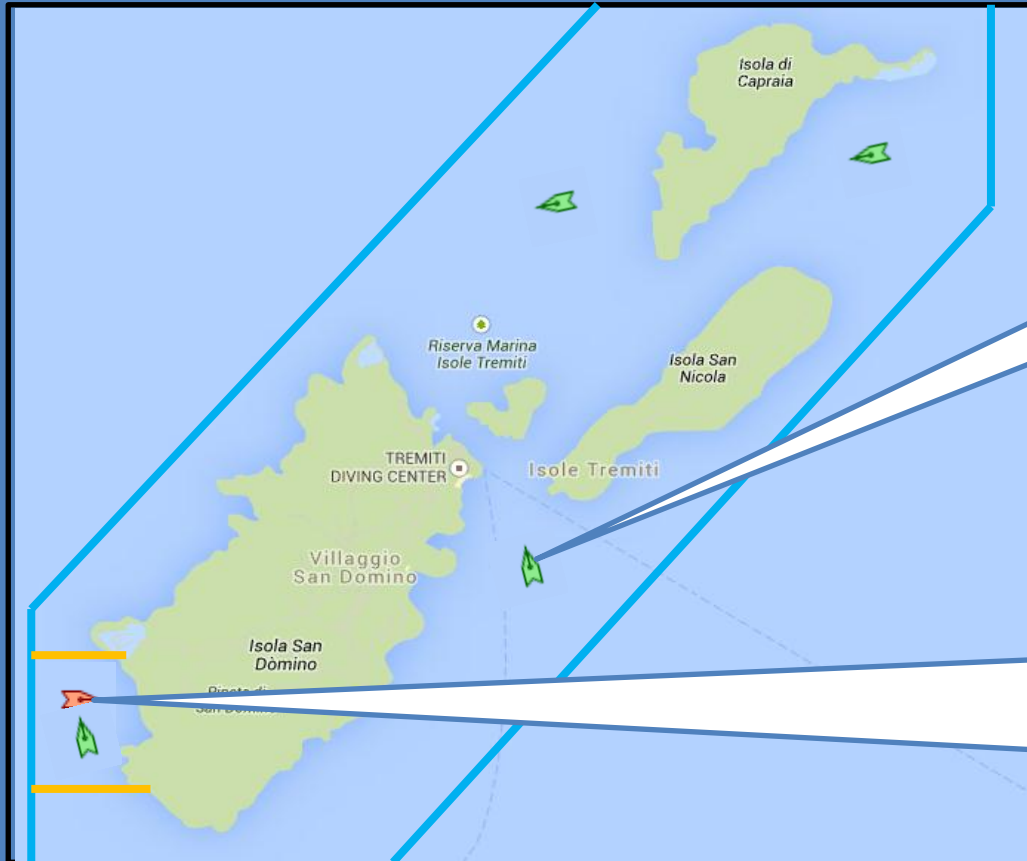 Isola di
Capraia
Riserva Marina
Isole Tremiti
Isola San
Nicola
TREMITI
DIVING CENTER
Isole Tremiti
Villaggio
San Domino
Isola San
Dòmino